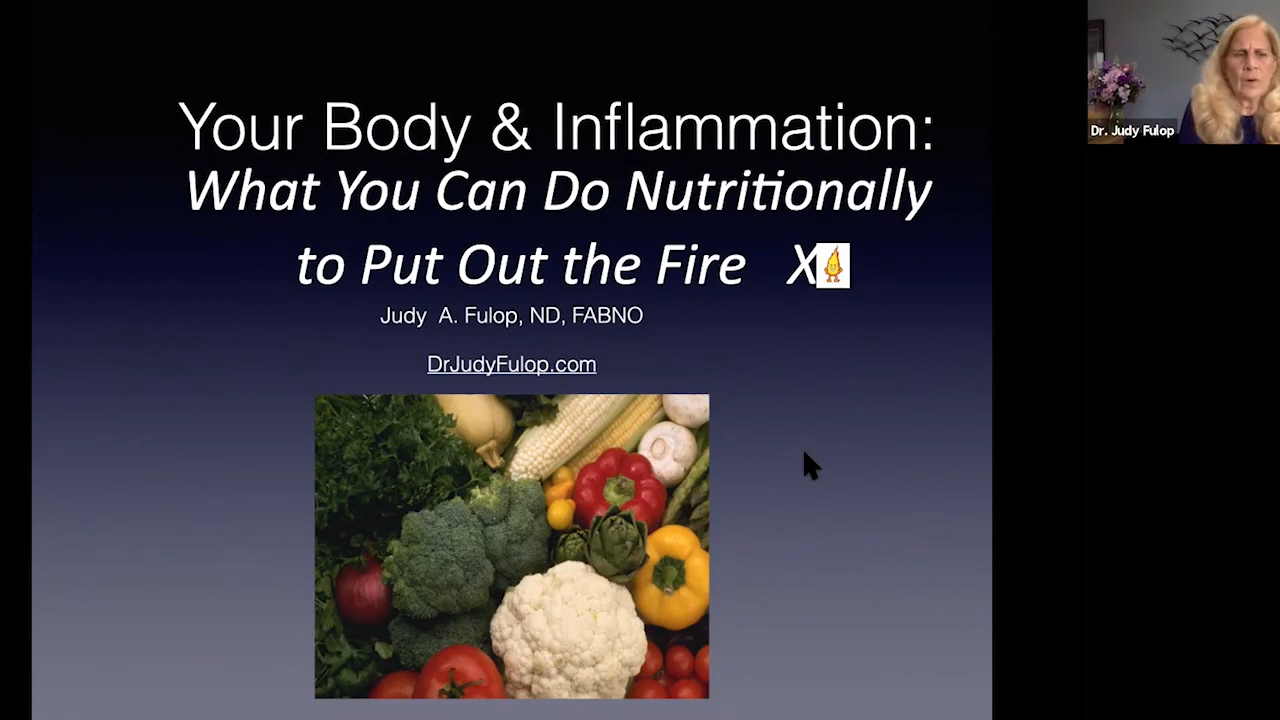 Your Body & Inflammation:
What You Can Do Nutritionally
to Put Out the Fire X
Judy A. Fulop, ND, FABNO
DrJudyFulop.com
Dr. Judy Fulop